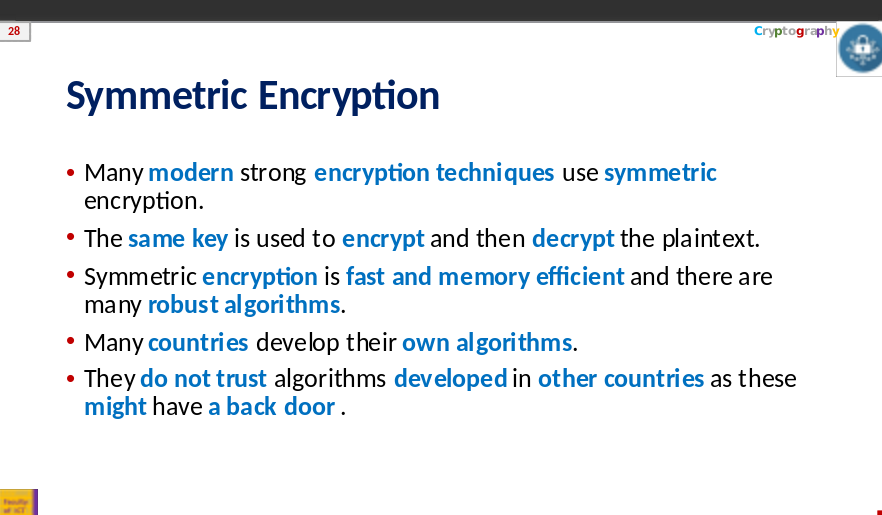 28
Cryptography
Symmetric Encryption
• Many modern strong encryption techniques use symmetric
encryption.
• The same key is used to encrypt and then decrypt the plaintext.
• Symmetric encryption is fast and memory efficient and there are
many robust algorithms.
• Many countries develop their own algorithms.
• They do not trust algorithms developed in other countries as these
might have a back door .
Faculty
of ICT